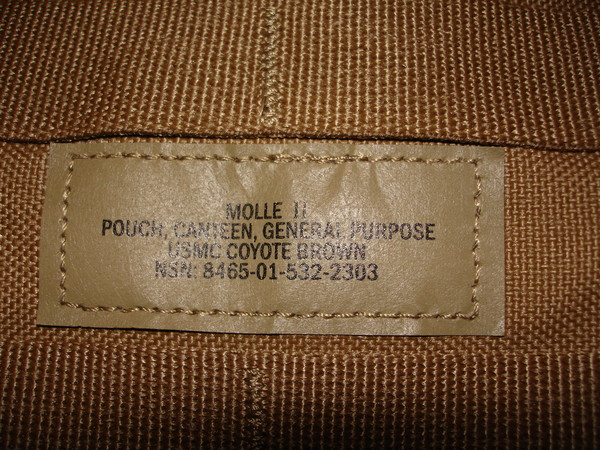 MOLLE II
POUCH, CANTEEN, GENERAL PURPOSE
USMC COYOTE BROWN
NSN: 8465-01-532-2303